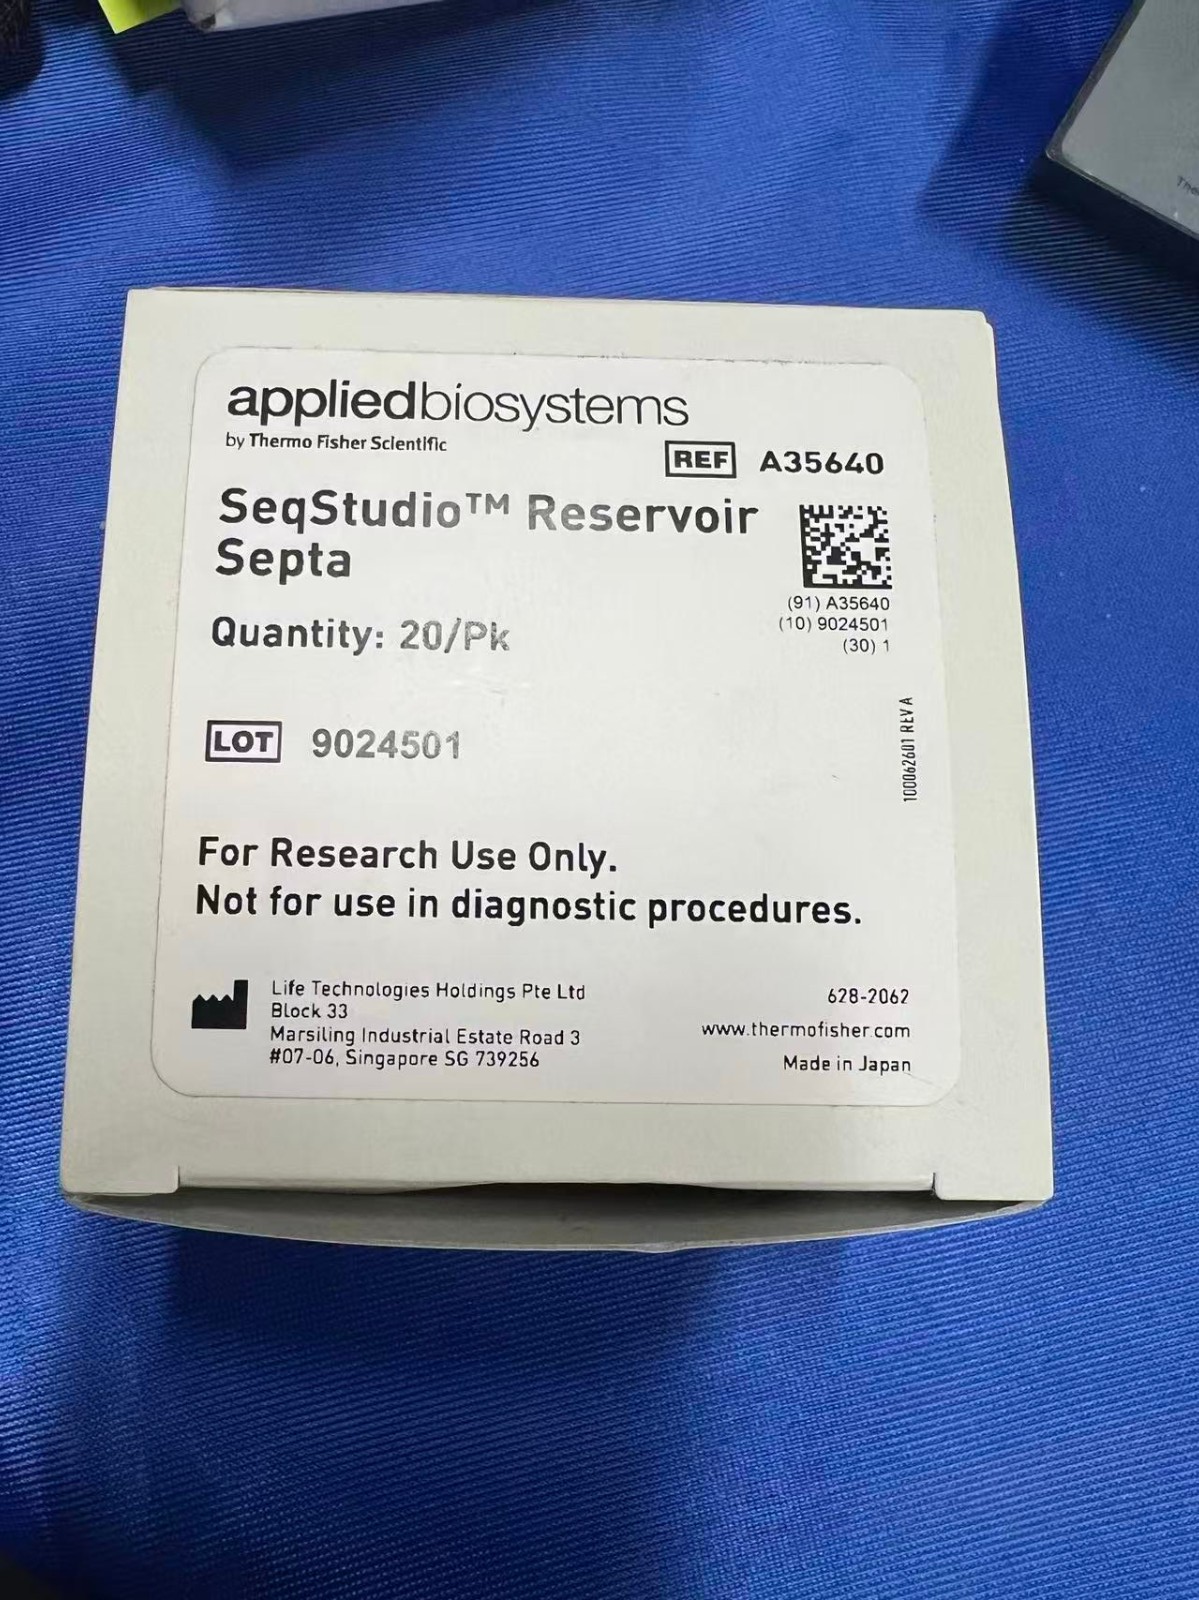 appliedbiosystems
by Thermo Fisher Scientific
REF A35640
SeqStudio™ Reservoir
Septa
(91) A35640
(10) 9024501
(30) 1
Quantity: 20/Pk
100062601 REV A
LOT 9024501
For Research Use Only.
Not for use in diagnostic procedures.
Life Technologies Holdings Pte Ltd
Block 33
Marsiling Industrial Estate Road 3
#07-06, Singapore SG 739256
628-2062
www.thermofisher.com
Made in Japan